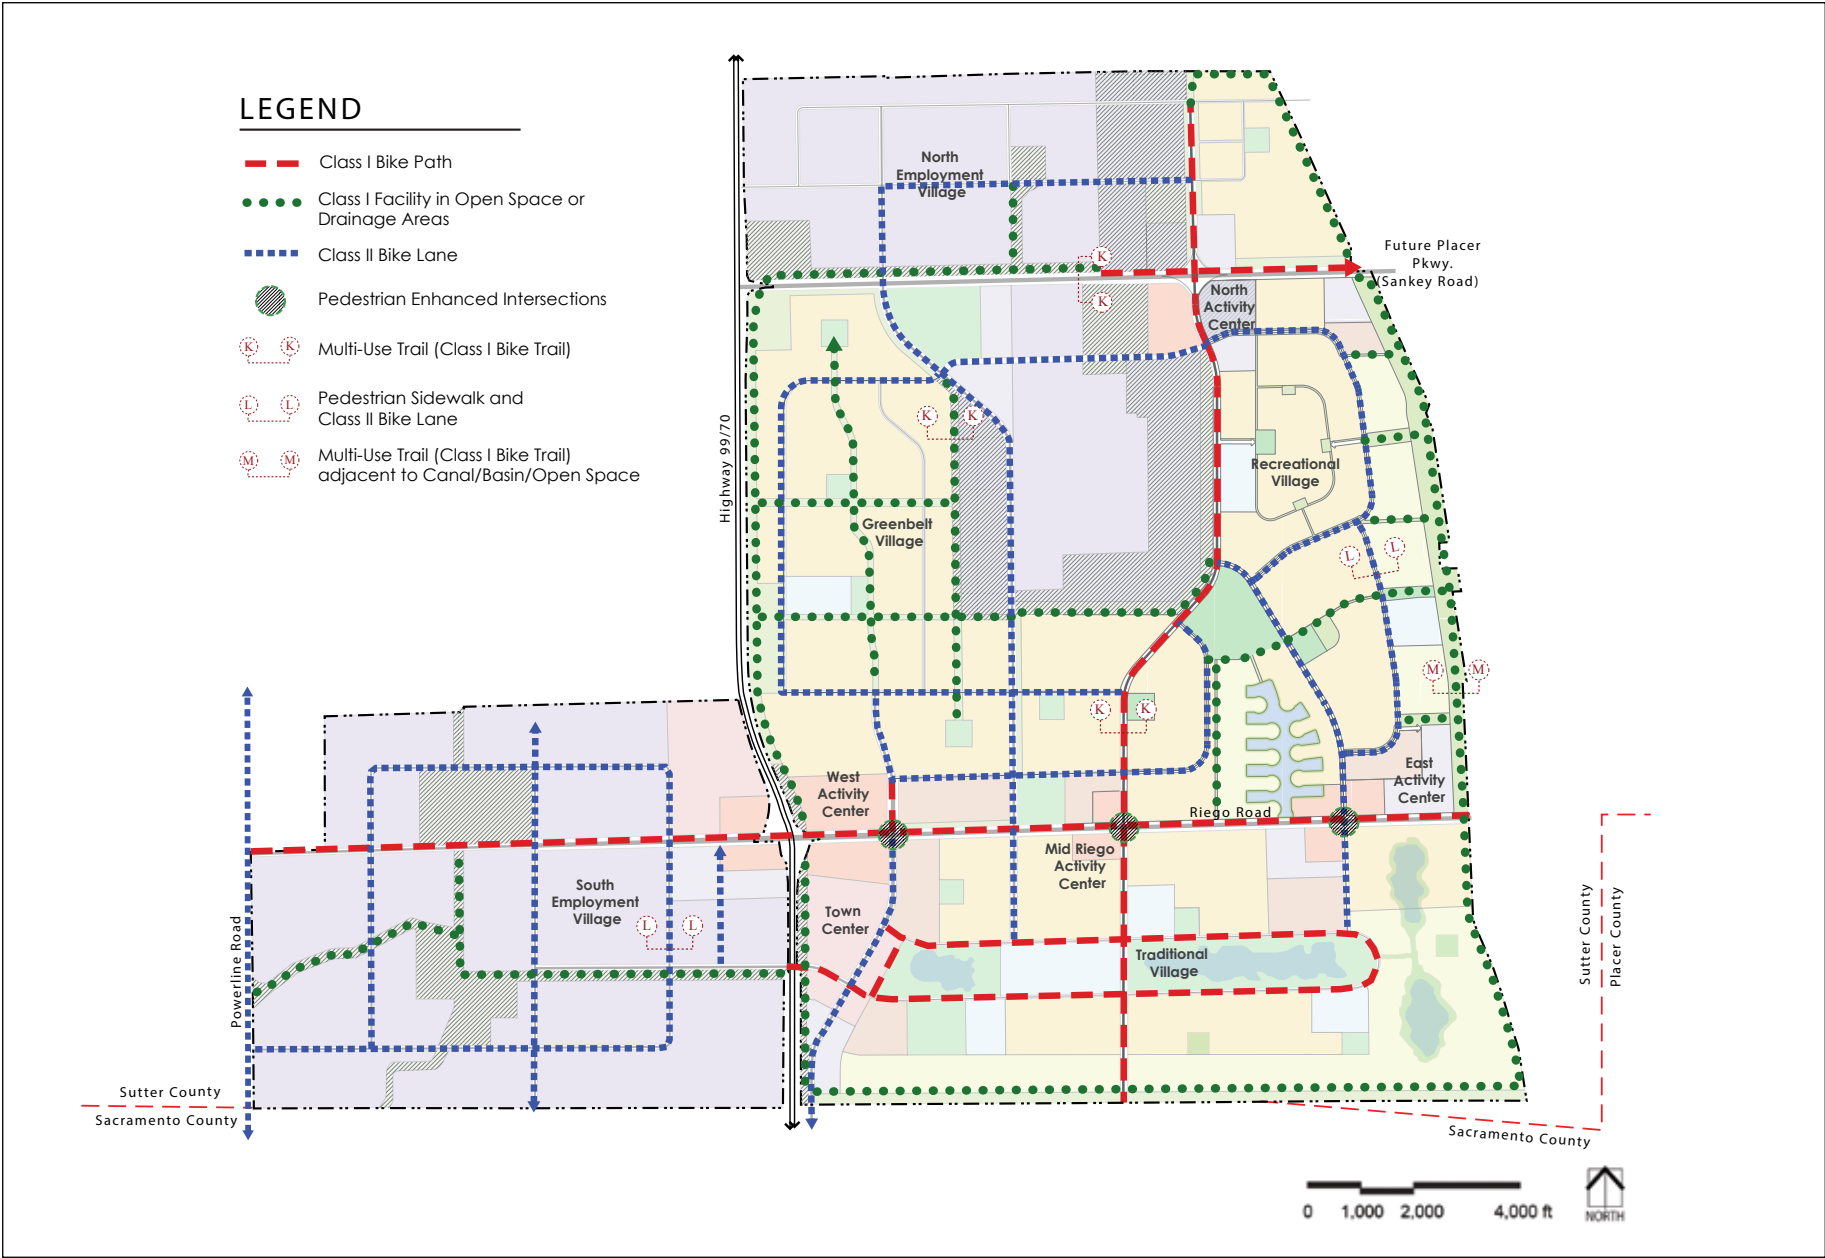 LEGEND
Class I Bike Path
Class I Facility in Open Space or
Drainage Areas
Class II Bike Lane
Pedestrian Enhanced Intersections
K K
Multi-Use Trail (Class I Bike Trail)
L L
Pedestrian Sidewalk and
Class II Bike Lane
M M
Multi-Use Trail (Class I Bike Trail)
adjacent to Canal/Basin/Open Space
North
Employment
Village
Future Placer
Pkwy.
(Sankey Road)
K
K
North
Activity
Center
Highway 99/70
K K
Recreational
Village
Greenbelt
Village
L L
M M
K K
West
Activity
Center
East
Activity
Center
Riego Road
Mid Riego
Activity
Center
South
Employment
Village
L L
Town
Center
Traditional
Village
Powerline Road
Sutter County
Placer County
Sutter County
Sacramento County
Sacramento County
0 1,000 2,000 4,000 ft
NORTH